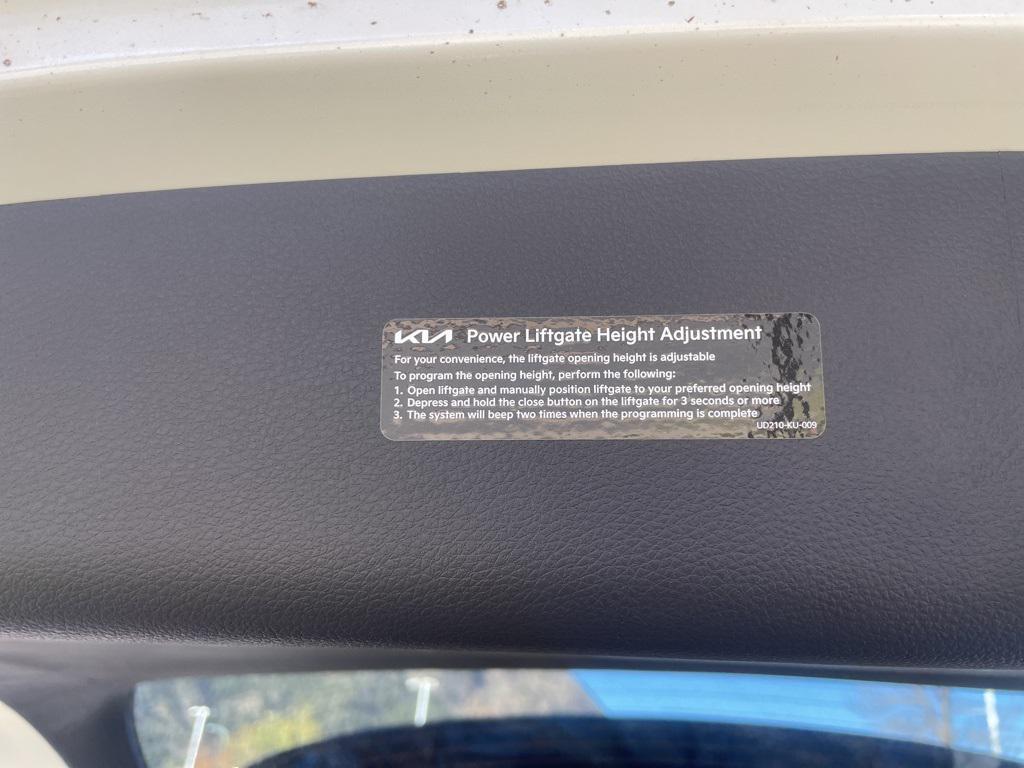 KIA Power Liftgate Height Adjustment
For your convenience, the liftgate opening height is adjustable
To program the opening height, perform the following:
1. Open liftgate and manually position liftgate to your preferred opening height
2. Depress and hold the close button on the liftgate for 3 seconds or more
3. The system will beep two times when the programming is complete
UD210-KU-009